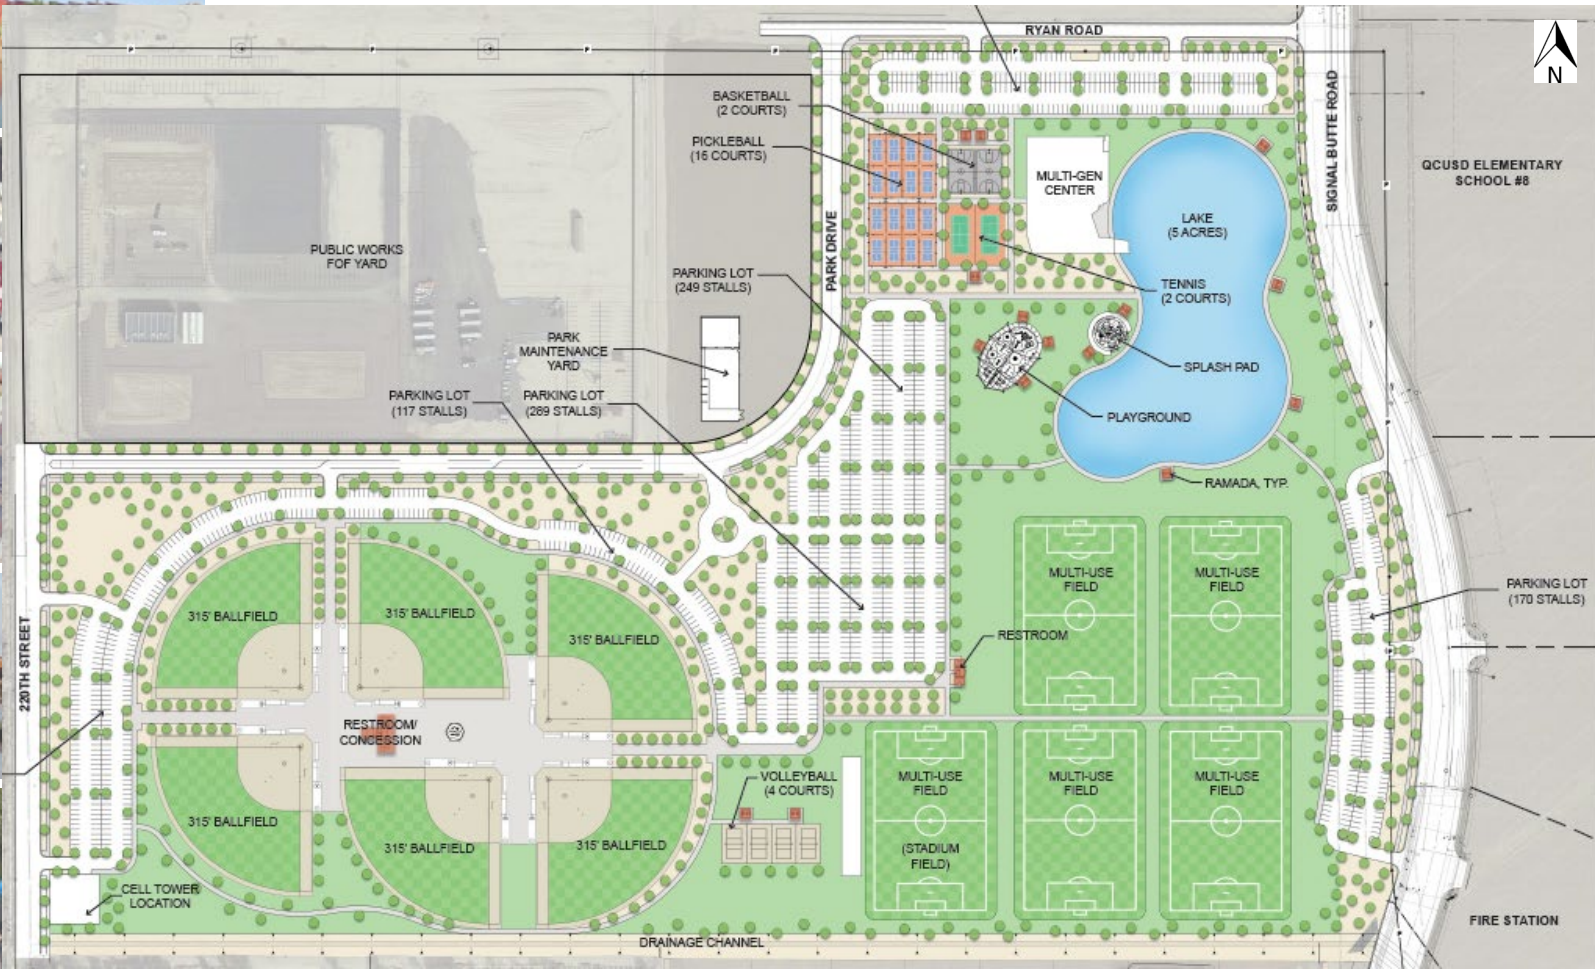 RYAN ROAD
N
BASKETBALL
(2 COURTS)
PICKLEBALL
(16 COURTS)
MULTI-GEN
CENTER
LAKE
(5 ACRES)
SIGNAL BUTTE ROAD
QCUSD ELEMENTARY
SCHOOL #8
PUBLIC WORKS
FOF YARD
PARK DRIVE
PARKING LOT
(249 STALLS)
TENNIS
(2 COURTS)
PARK
MAINTENANCE
YARD
SPLASH PAD
PARKING LOT
(117 STALLS)
PARKING LOT
(289 STALLS)
PLAYGROUND
RAMADA, TYP.
MULTI-USE
FIELD
MULTI-USE
FIELD
PARKING LOT
(170 STALLS)
220TH STREET
315' BALLFIELD
315' BALLFIELD
315' BALLFIELD
RESTROOM
RESTROOM/
CONCESSION
VOLLEYBALL
(4 COURTS)
MULTI-USE
FIELD
(STADIUM
FIELD)
MULTI-USE
FIELD
MULTI-USE
FIELD
315' BALLFIELD
315' BALLFIELD
315' BALLFIELD
CELL TOWER
LOCATION
FIRE STATION
DRAINAGE CHANNEL